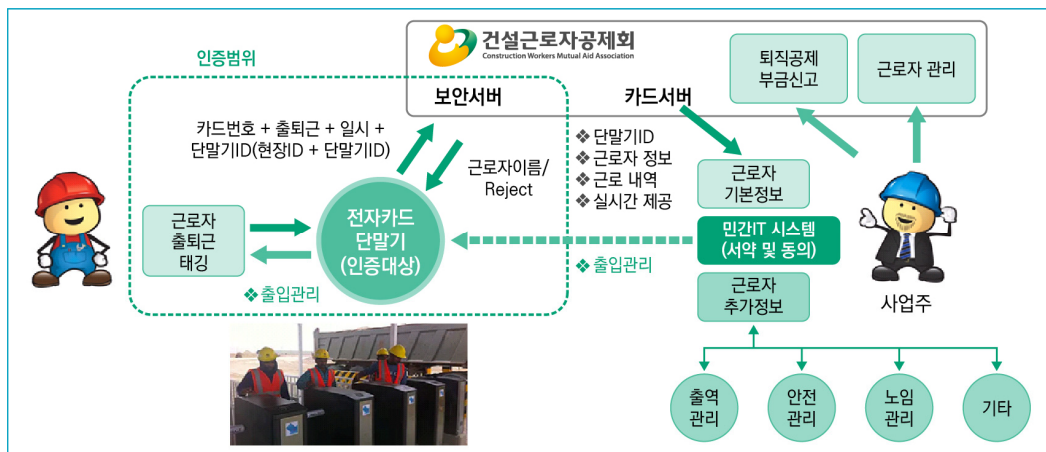 건설근로자공제회
Construction Workers Mutual Aid Association
인증범위
보안서버
카드서버
퇴직공제
부금신고
근로자 관리
카드번호 + 출퇴근 + 일시 +
단말기ID(현장ID + 단말기ID)
근로자이름/
Reject
❖ 단말기ID
❖ 근로자 정보
❖ 근로 내역
❖ 실시간 제공
근로자
기본정보
근로자
출퇴근
태깅
전자카드
단말기
(인증대상)
민간IT 시스템
(서약 및 동의)
❖ 출입관리
❖ 출입관리
근로자
추가정보
사업주
출역
관리
안전
관리
노임
관리
기타